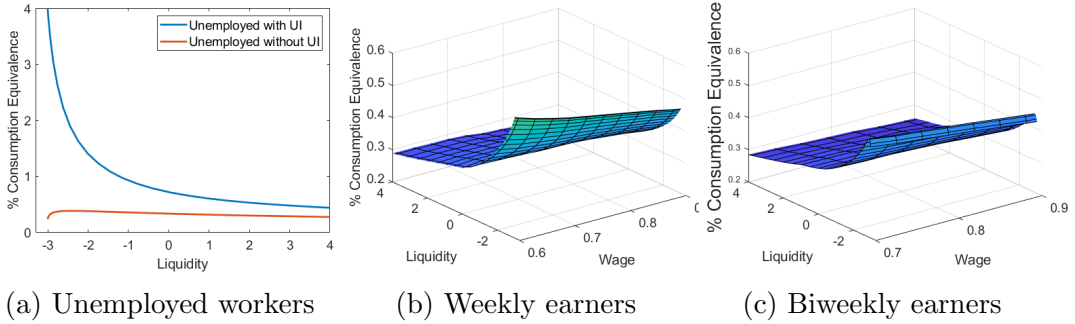 4
3
2
1
0
% Consumption Equivalence
Unemployed with UI
Unemployed without UI
-3 -2 -1 0 1 2 3 4
Liquidity
(a) Unemployed workers
0.6
0.5
0.4
0.3
0.2
% Consumption Equivalence
4
2
0
-2
Liquidity
0.6
0.7
0.8
Wage
(b) Weekly earners
0.6
0.5
0.4
0.3
0.2
% Consumption Equivalence
4
2
0
-2
Liquidity
0.7
0.8
0.9
Wage
(c) Biweekly earners